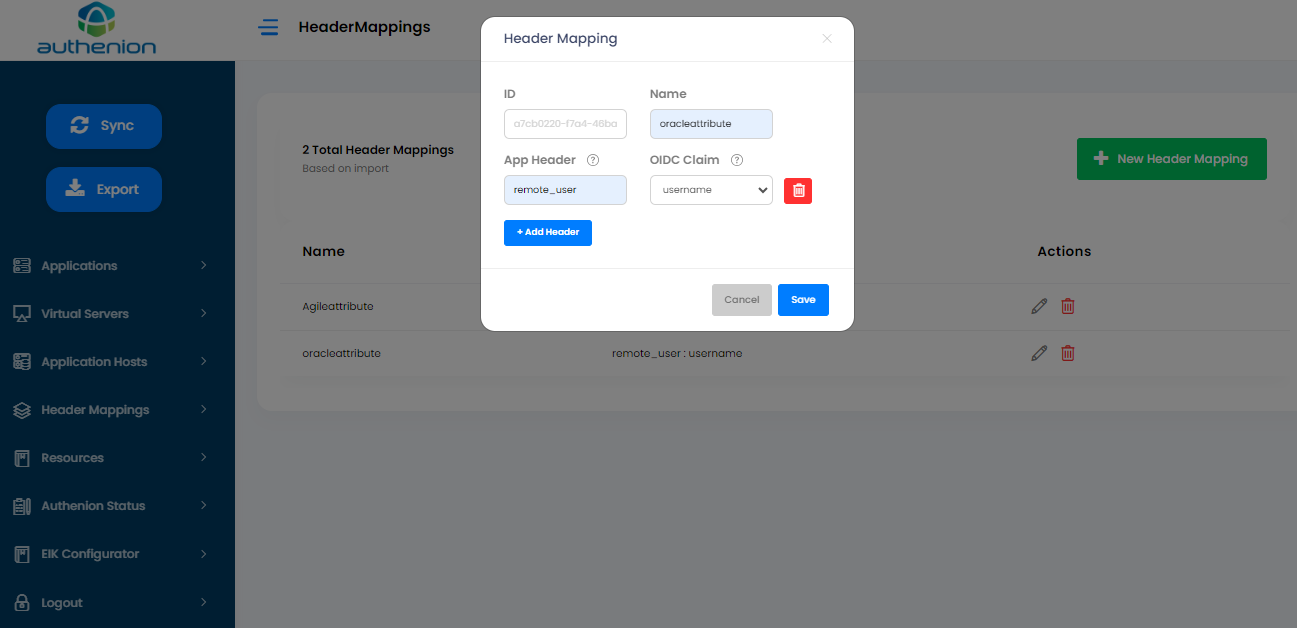 authenion
HeaderMappings
Sync
Export
Applications
Virtual Servers
Application Hosts
Header Mappings
Resources
Authenion Status
EIK Configurator
Logout
2 Total Header Mappings
Based on import
New Header Mapping
Name
Actions
Agileattribute
oracleattribute
remote_user : username
Header Mapping
ID
Name
a7cb0220-f7a4-46ba
oracleattribute
App Header
OIDC Claim
remote_user
username
+ Add Header
Cancel
Save